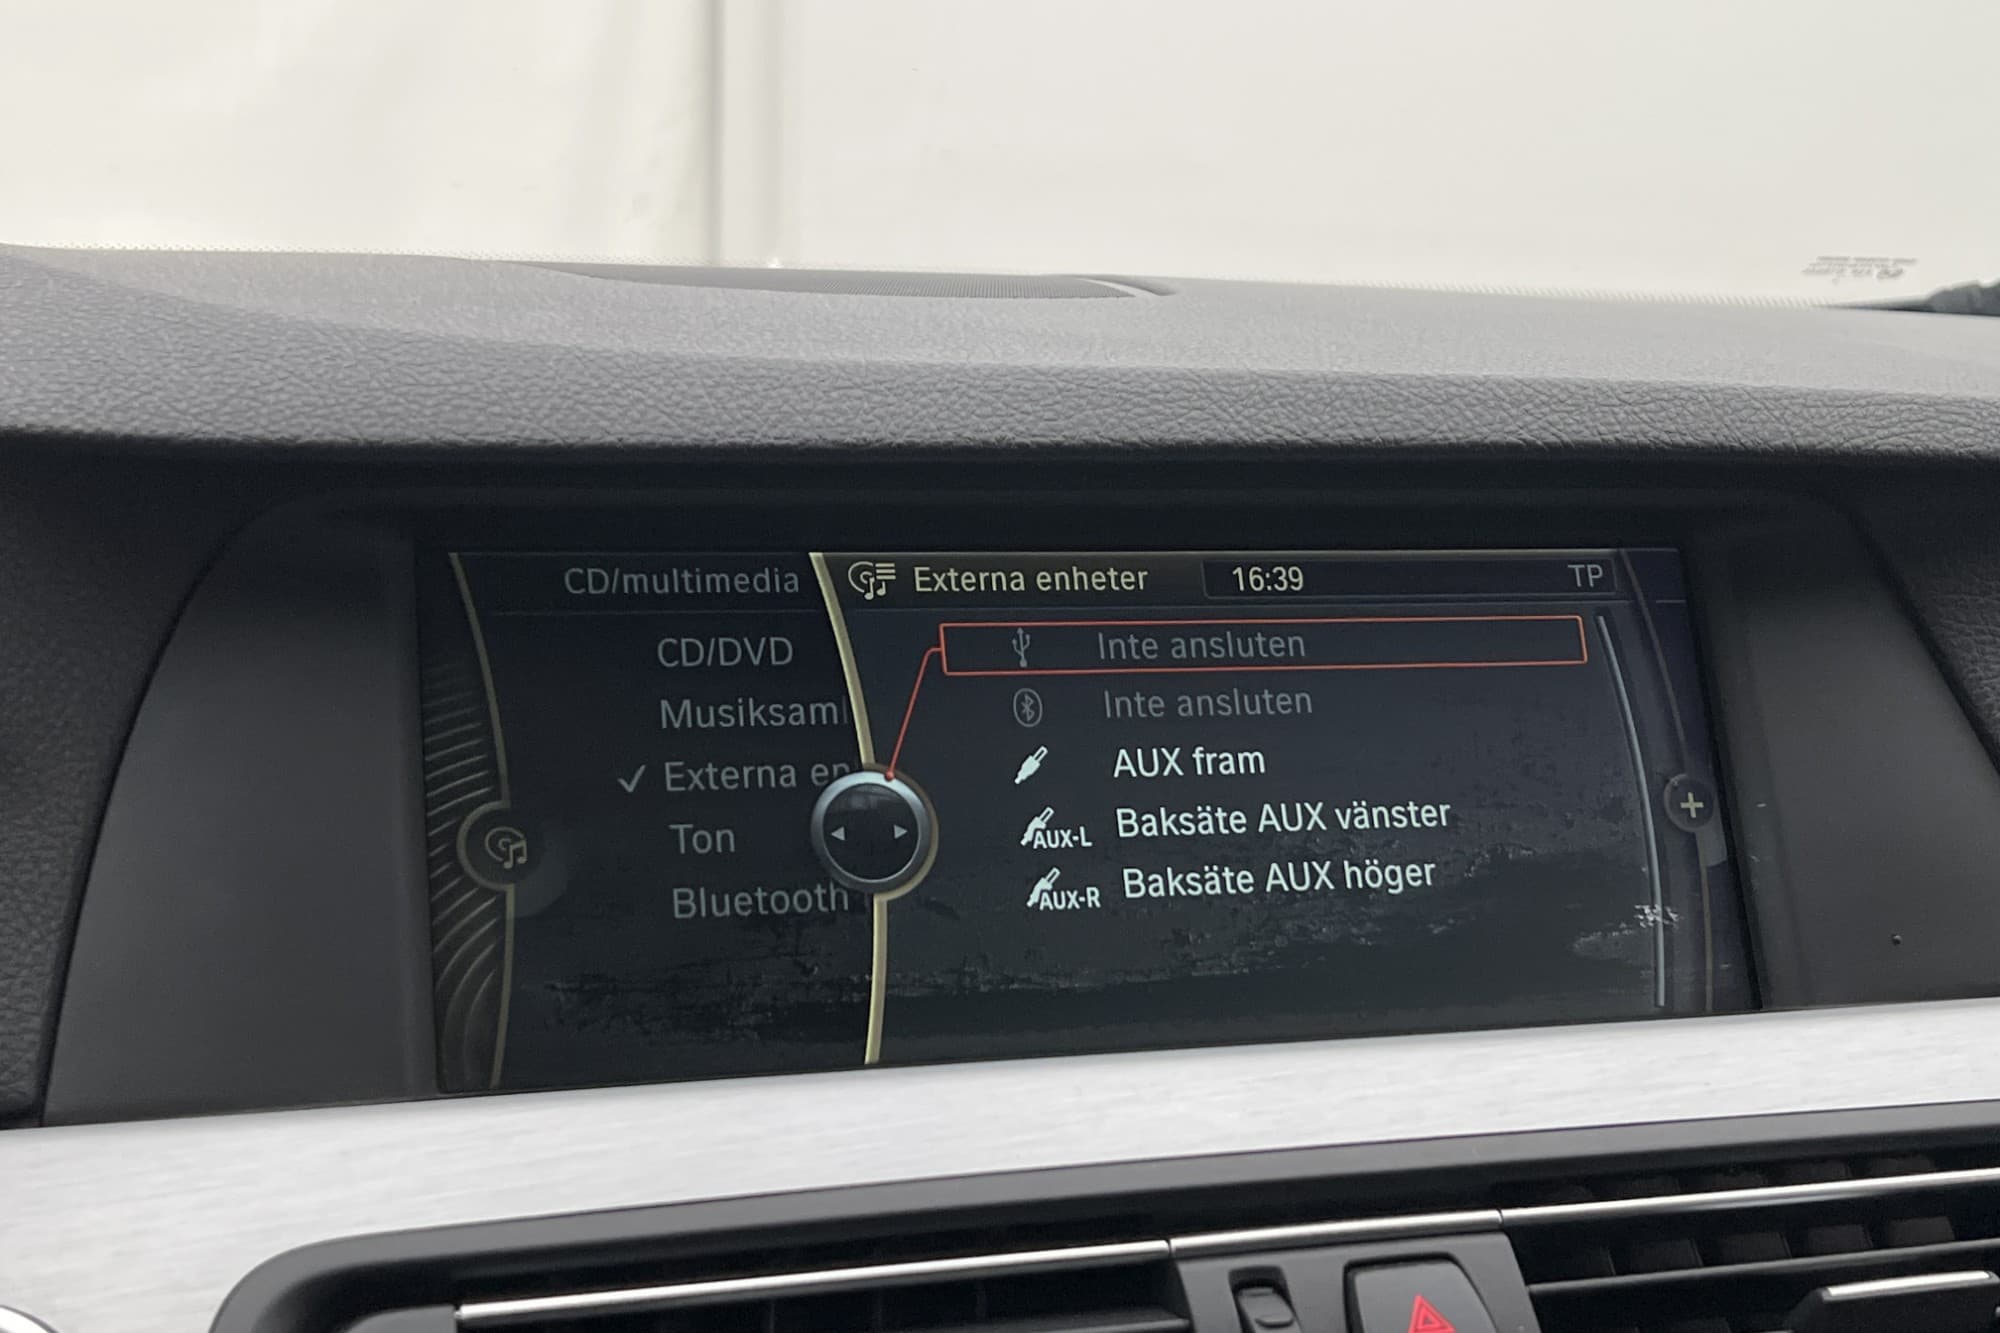 CD/multimedia
Externa enheter
16:39
TP
CD/DVD
Musiksaml
✓ Externa en
Ton
Bluetooth
Inte ansluten
Inte ansluten
AUX fram
AUX-L Baksäte AUX vänster
AUX-R Baksäte AUX höger